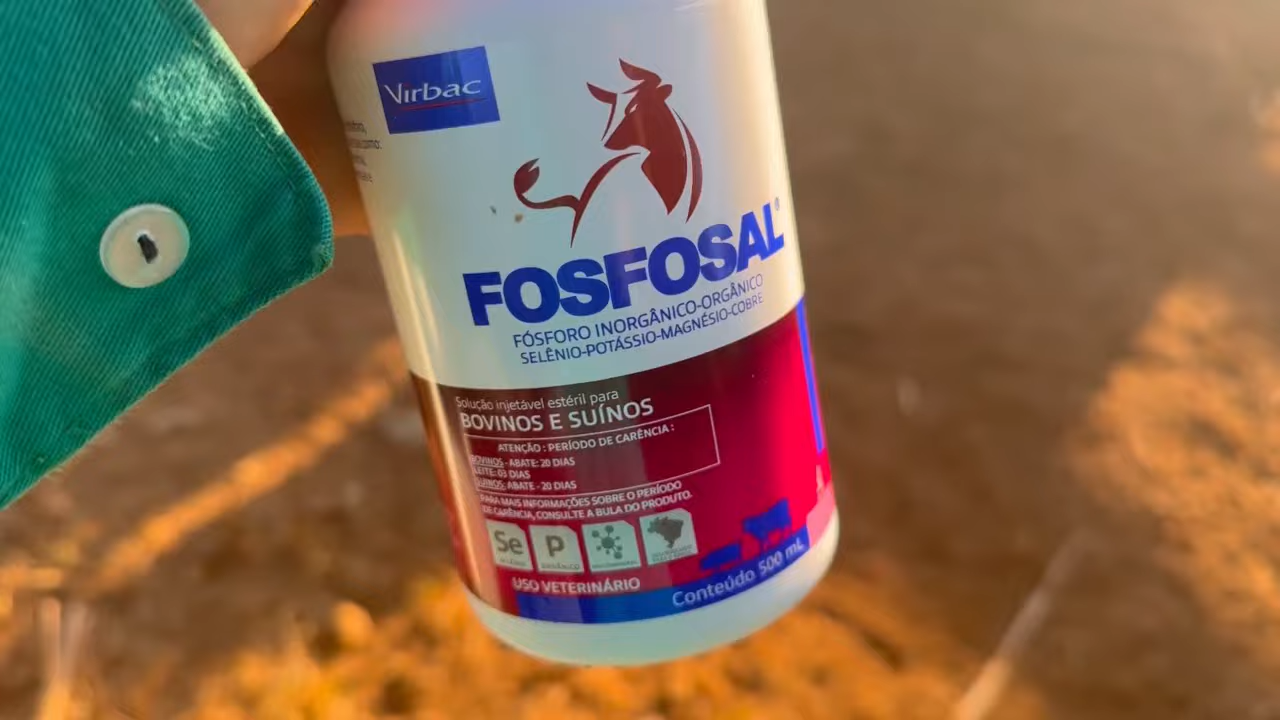 Virbac
FOSFOSAL®
FÓSFORO INORGÂNICO-ORGÂNICO
SELÊNIO-POTÁSSIO-MAGNÉSIO-COBRE
Solução injetável estéril para
BOVINOS E SUÍNOS
ATENÇÃO : PERÍODO DE CARÊNCIA :
BOVINOS - ABATE: 20 DIAS
LEITE: 03 DIAS
SUÍNOS: ABATE - 20 DIAS
PARA MAIS INFORMAÇÕES SOBRE O PERÍODO
DE CARÊNCIA, CONSULTE A BULA DO PRODUTO.
Se
P
USO VETERINÁRIO
Conteúdo 500 mL